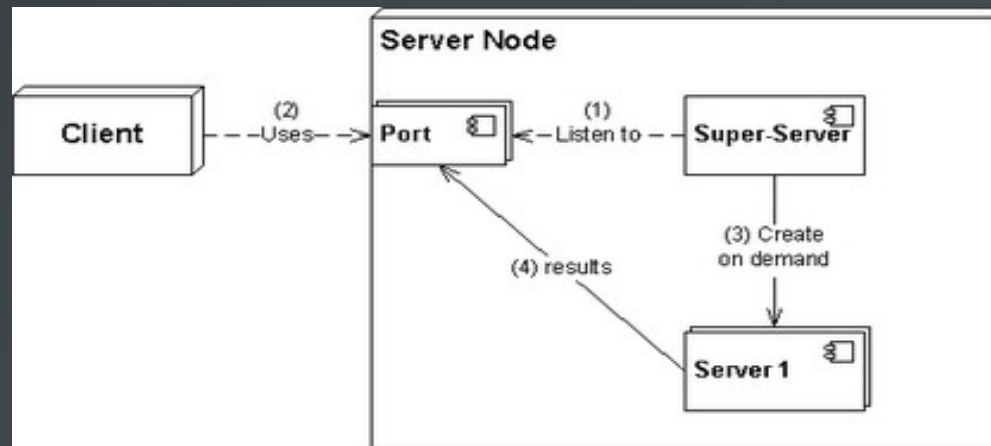 Server Node
Client
(2)
Uses
Port
(1)
Listen to
Super-Server
(3) Create
on demand
(4) results
Server 1